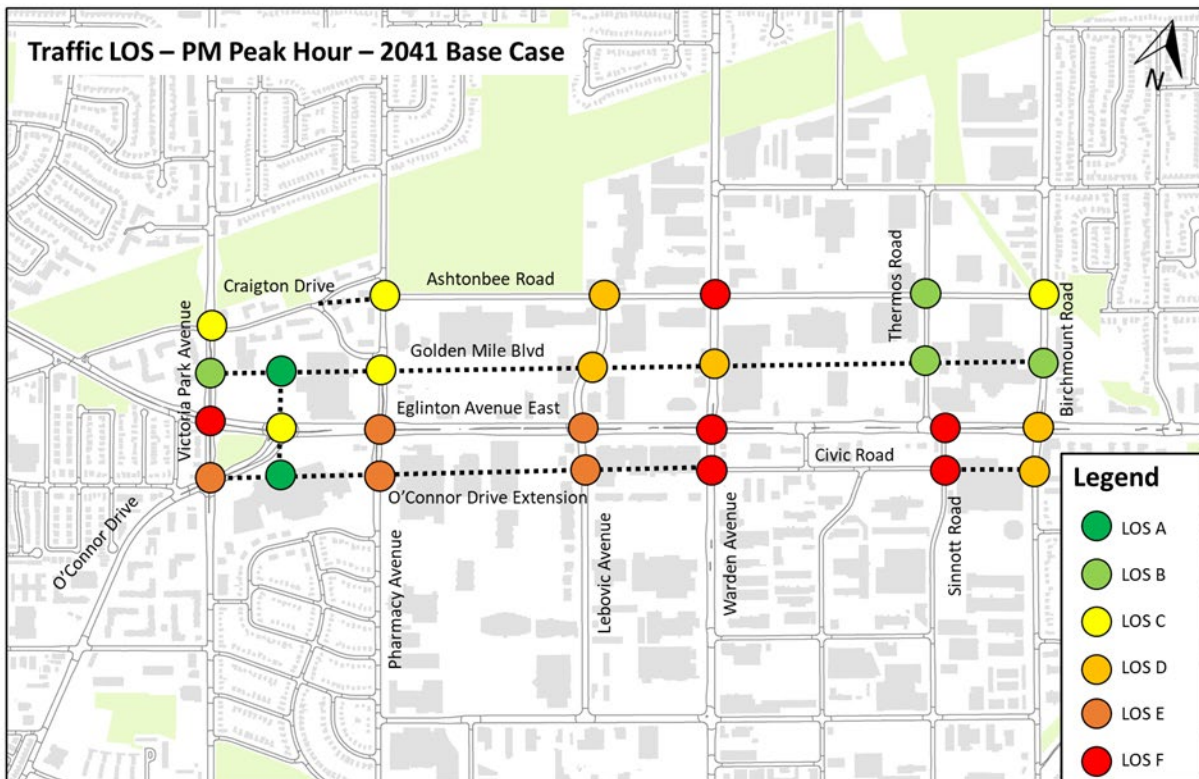 Traffic LOS – PM Peak Hour – 2041 Base Case
N
Craigton Drive
Ashtonbee Road
Thermos Road
Birchmount Road
Victoria Park Avenue
Golden Mile Blvd
Eglinton Avenue East
Civic Road
O'Connor Drive
O'Connor Drive Extension
Pharmacy Avenue
Lebovic Avenue
Warden Avenue
Sinnott Road
Legend
LOS A
LOS B
LOS C
LOS D
LOS E
LOS F